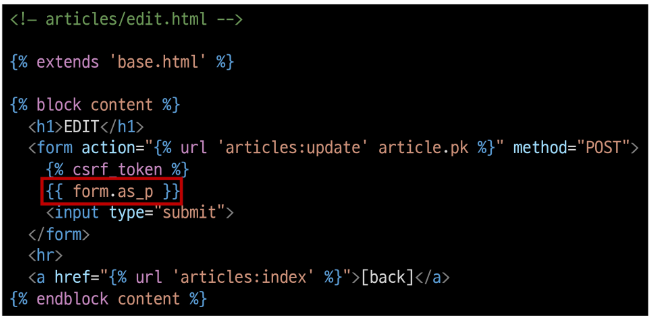 <!— articles/edit.html -->
{% extends 'base.html' %}
{% block content %}
<h1>EDIT</h1>
<form action="{% url 'articles:update' article.pk %}" method="POST">
{% csrf_token %}
{{ form.as_p }}
<input type="submit">
</form>
<hr>
<a href="{% url 'articles:index' %}">[back]</a>
{% endblock content %}